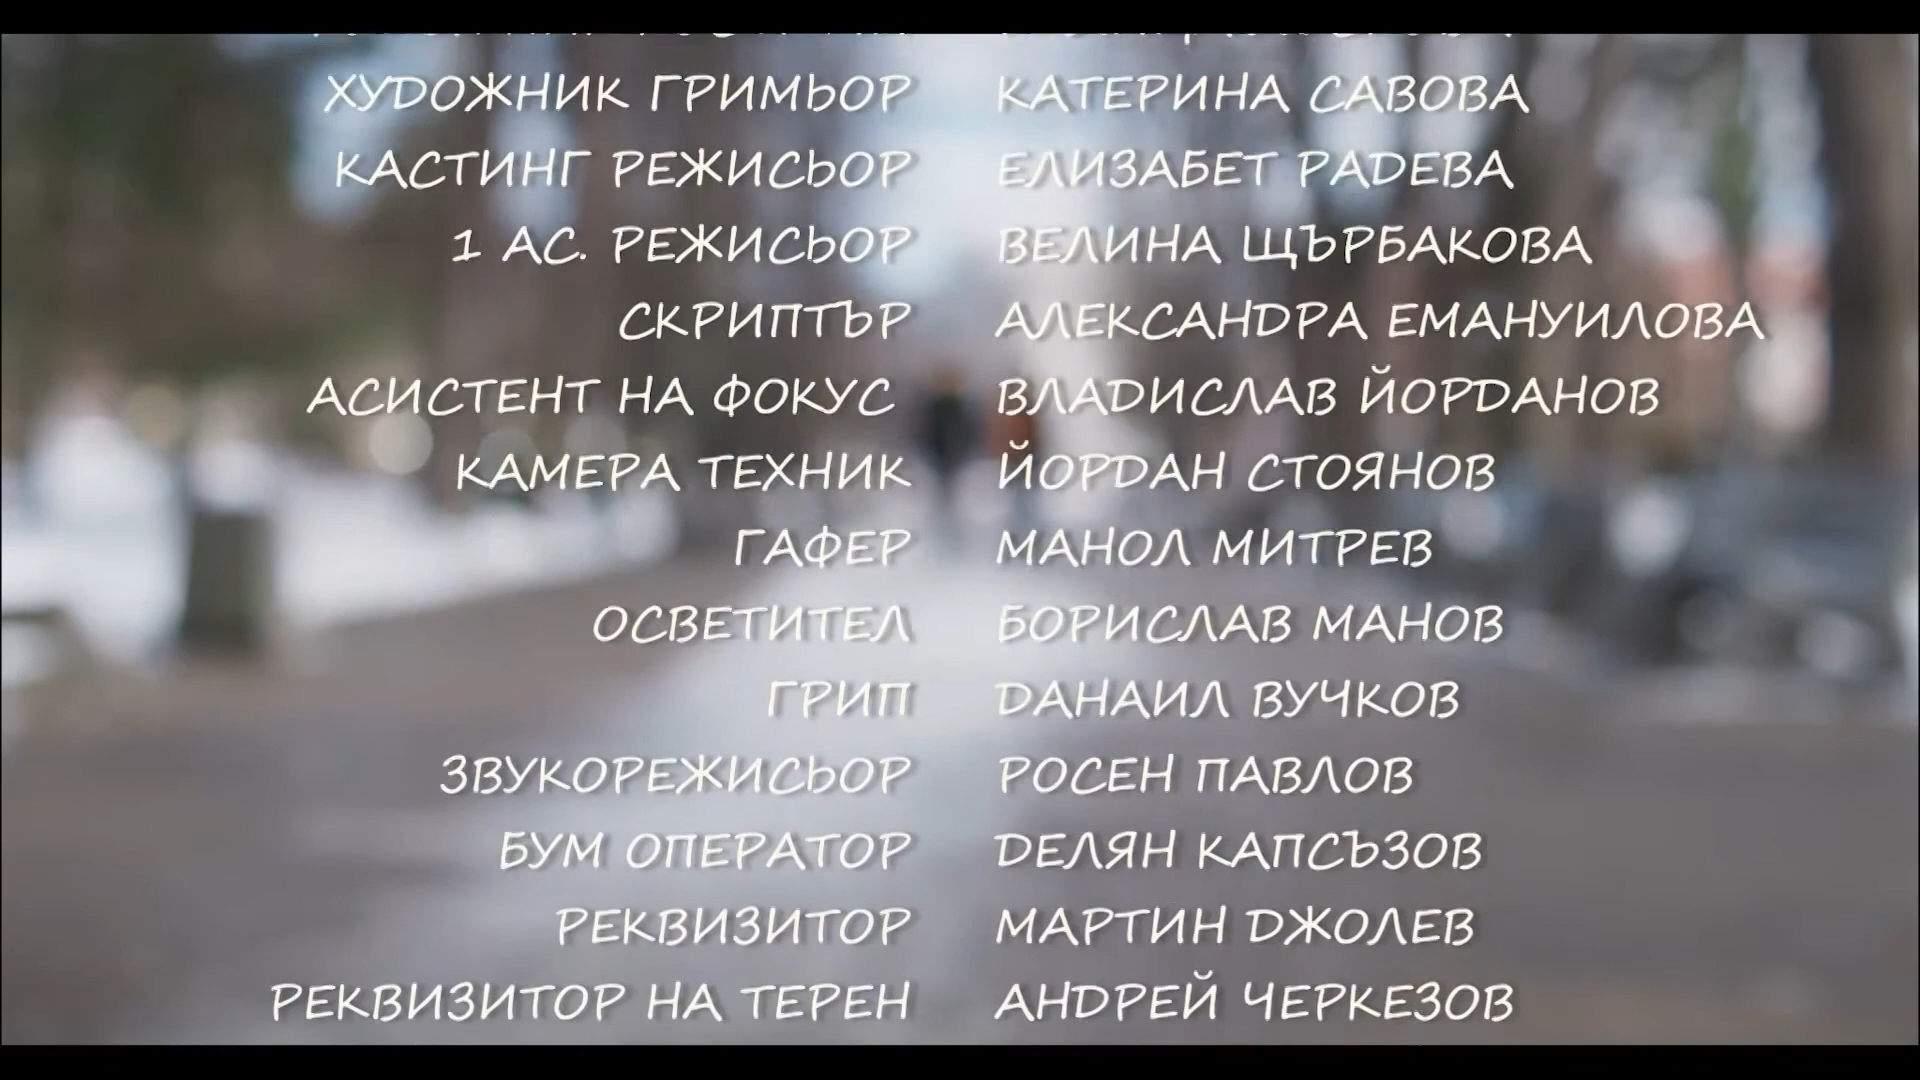 ХУДОЖНИК ГРИМЬОР КАТЕРИНА САВОВА
КАСТИНГ РЕЖИСЬОР ЕЛИЗАБЕТ РАДЕВА
1 АС. РЕЖИСЬОР ВЕЛИНА ЩЪРБАКОВА
СКРИПТЪР АЛЕКСАНДРА ЕМАНУИЛОВА
АСИСТЕНТ НА ФОКУС ВЛАДИСЛАВ ЙОРДАНОВ
КАМЕРА ТЕХНИК ЙОРДАН СТОЯНОВ
ГАФЕР МАНОЛ МИТРЕВ
ОСВЕТИТЕЛ БОРИСЛАВ МАНОВ
ГРИП ДАНАИЛ ВУЧКОВ
ЗВУКОРЕЖИСЬОР РОСЕН ПАВЛОВ
БУМ ОПЕРАТОР ДЕЛЯН КАПСЪЗОВ
РЕКВИЗИТОР МАРТИН ДЖОЛЕВ
РЕКВИЗИТОР НА ТЕРЕН АНДРЕЙ ЧЕРКЕЗОВ